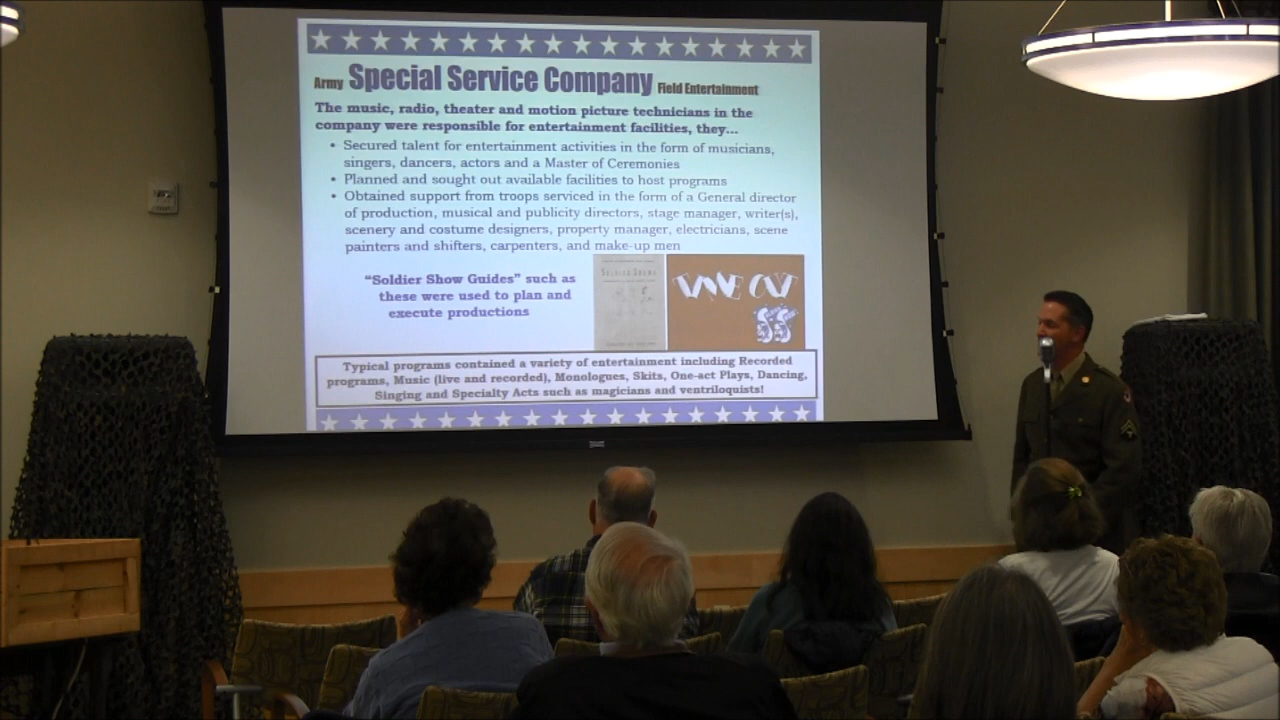 Army Special Service Company Field Entertainment
The music, radio, theater and motion picture technicians in the
company were responsible for entertainment facilities, they...
• Secured talent for entertainment activities in the form of musicians,
singers, dancers, actors and a Master of Ceremonies
• Planned and sought out available facilities to host programs
• Obtained support from troops serviced in the form of a General director
of production, musical and publicity directors, stage manager, writer(s),
scenery and costume designers, property manager, electricians, scene
painters and shifters, carpenters, and make-up men
"Soldier Show Guides" such as
these were used to plan and
execute productions
SOLDIER SHOWS
Typical programs contained a variety of entertainment including Recorded
programs, Music (live and recorded), Monologues, Skits, One-act Plays, Dancing,
Singing and Specialty Acts such as magicians and ventriloquists!